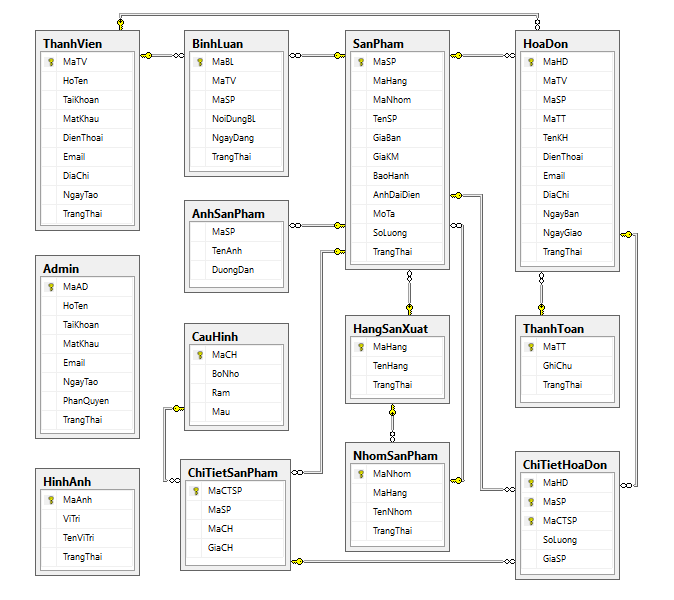 ThanhVien
MaTV
HoTen
TaiKhoan
MatKhau
DienThoai
Email
DiaChi
NgayTao
TrangThai
BinhLuan
MaBL
MaTV
MaSP
NoiDungBL
NgayDang
TrangThai
SanPham
MaSP
MaHang
MaNhom
TenSP
GiaBan
GiaKM
BaoHanh
AnhDaiDien
MoTa
SoLuong
TrangThai
HoaDon
MaHD
MaTV
MaSP
MaTT
TenKH
DienThoai
Email
DiaChi
NgayBan
NgayGiao
TrangThai
AnhSanPham
MaSP
TenAnh
DuongDan
Admin
MaAD
HoTen
TaiKhoan
MatKhau
Email
NgayTao
PhanQuyen
TrangThai
CauHinh
MaCH
BoNho
Ram
Mau
HangSanXuat
MaHang
TenHang
TrangThai
ThanhToan
MaTT
GhiChu
TrangThai
HinhAnh
MaAnh
ViTri
TenViTri
TrangThai
ChiTietSanPham
MaCTSP
MaSP
MaCH
GiaCH
NhomSanPham
MaNhom
MaHang
TenNhom
TrangThai
ChiTietHoaDon
MaHD
MaSP
MaCTSP
SoLuong
GiaSP